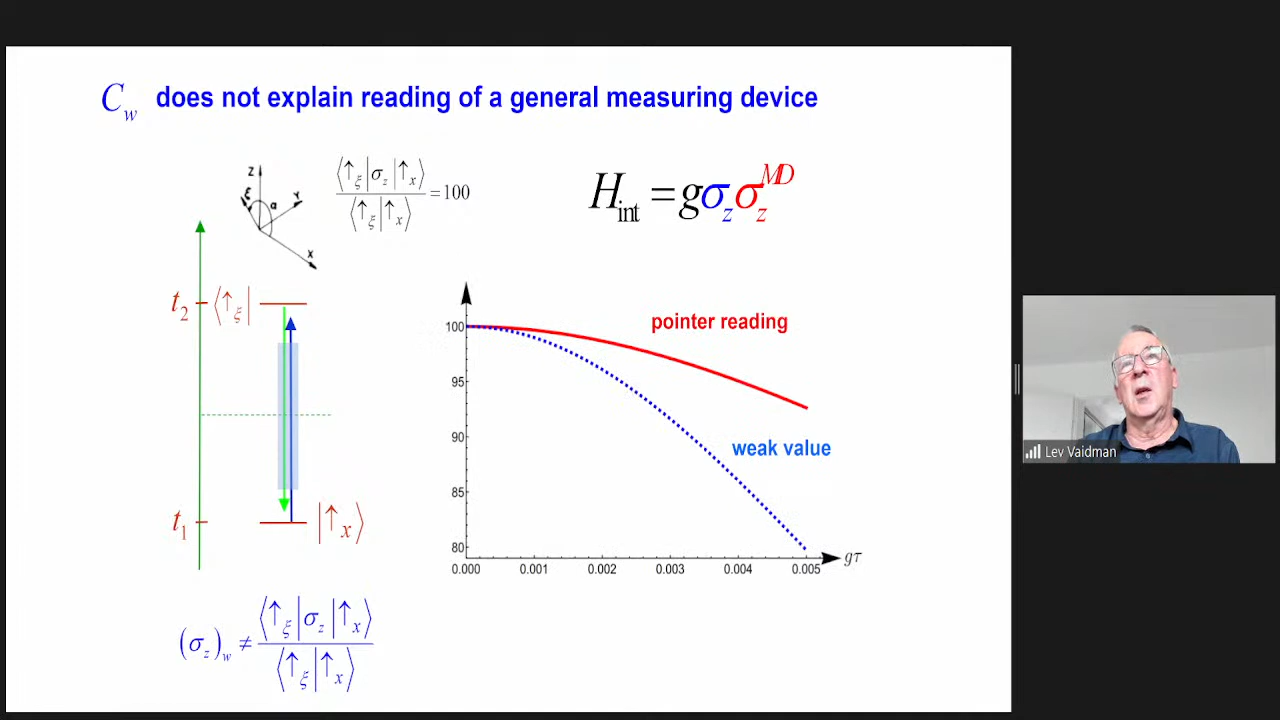 C_w does not explain reading of a general measuring device
Z
ξ
Y
α
X
⟨↑_ξ|σ_z|↑_x⟩ / ⟨↑_ξ|↑_x⟩ = 100
H_int = gσ_z σ_z^MD
t_2 ⟨↑_ξ|
t_1 |↑_x⟩
100
95
90
85
80
pointer reading
weak value
0.000 0.001 0.002 0.003 0.004 0.005 gτ
(σ_z)_w ≠ ⟨↑_ξ|σ_z|↑_x⟩ / ⟨↑_ξ|↑_x⟩
Lev Vaidman